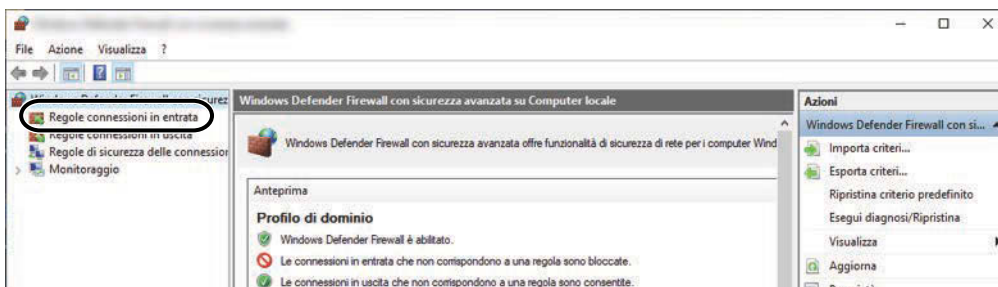 File Azione Visualizza ?
Regole connessioni in entrata
Regole connessioni in uscita
Regole di sicurezza delle connession
Monitoraggio
Windows Defender Firewall con sicurezza avanzata su Computer locale
Windows Defender Firewall con sicurezza avanzata offre funzionalità di sicurezza di rete per i computer Wind
Anteprima
Profilo di dominio
Windows Defender Firewall è abilitato.
Le connessioni in entrata che non corrispondono a una regola sono bloccate.
Le connessioni in uscita che non corrispondono a una regola sono consentite.
Azioni
Windows Defender Firewall con si...
Importa criteri...
Esporta criteri...
Ripristina criterio predefinito
Esegui diagnosi/Ripristina
Visualizza
Aggiorna